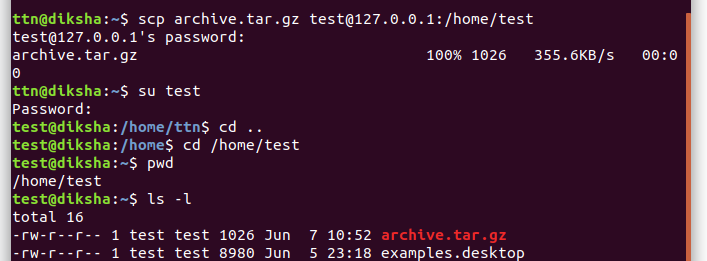 ttn@diksha:~$ scp archive.tar.gz test@127.0.0.1:/home/test
test@127.0.0.1's password:
archive.tar.gz                                100% 1026   355.6KB/s   00:0
0
ttn@diksha:~$ su test
Password:
test@diksha:/home/ttn$ cd ..
test@diksha:/home$ cd /home/test
test@diksha:~$ pwd
/home/test
test@diksha:~$ ls -l
total 16
-rw-r--r-- 1 test test 1026 Jun  7 10:52 archive.tar.gz
-rw-r--r-- 1 test test 8980 Jun  5 23:18 examples.desktop